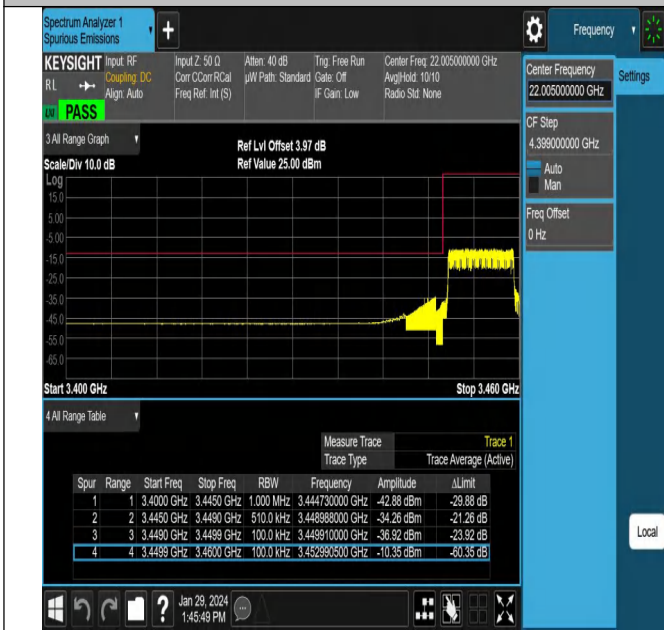 Spectrum Analyzer 1
Spurious Emissions
Frequency
KEYSIGHT
RL
Input: RF
Coupling: DC
Align: Auto
Input Z: 50 Ω
Corr CCorr RCal
Freq Ref: Int (S)
Atten: 40 dB
µW Path: Standard
Trig: Free Run
Gate: Off
IF Gain: Low
Center Freq: 22.005000000 GHz
Avg|Hold: 10/10
Radio Std: None
PASS
Center Frequency
22.005000000 GHz
Settings
CF Step
4.399000000 GHz
Auto
Man
Freq Offset
0 Hz
3 All Range Graph
Ref Lvl Offset 3.97 dB
Scale/Div 10.0 dB
Ref Value 25.00 dBm
Log
15.0
5.00
-5.00
-15.0
-25.0
-35.0
-45.0
-55.0
-65.0
Start 3.400 GHz
Stop 3.460 GHz
4 All Range Table
Measure Trace Trace 1
Trace Type Trace Average (Active)
Spur Range Start Freq Stop Freq RBW Frequency Amplitude ΔLimit
1 1 3.4000 GHz 3.4450 GHz 1.000 MHz 3.444730000 GHz -42.88 dBm -29.88 dB
2 2 3.4450 GHz 3.4490 GHz 510.0 kHz 3.448988000 GHz -34.26 dBm -21.26 dB
3 3 3.4490 GHz 3.4499 GHz 100.0 kHz 3.449910000 GHz -36.92 dBm -23.92 dB
4 4 3.4499 GHz 3.4600 GHz 100.0 kHz 3.452990500 GHz -10.35 dBm -60.35 dB
Local
Jan 29, 2024
1:45:49 PM